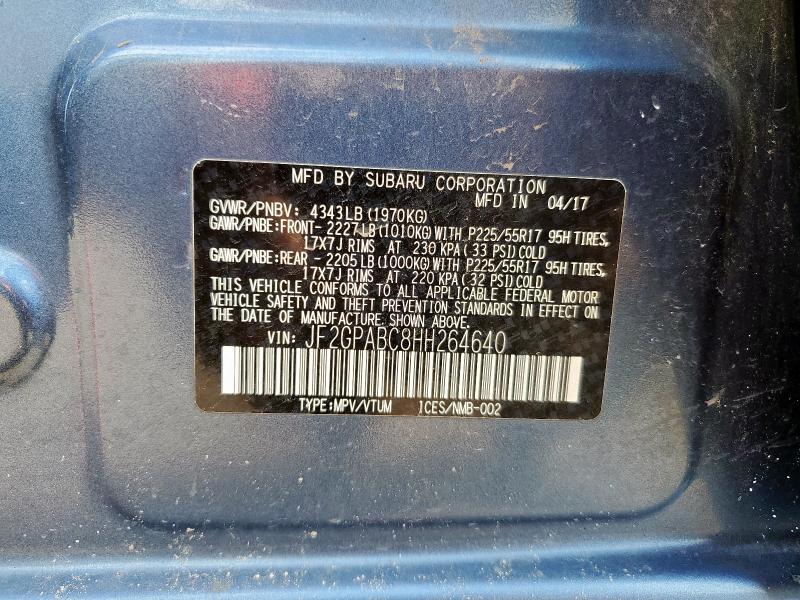 MFD BY SUBARU CORPORATION
MFD IN 04/17
GVWR/PNBV: 4343LB(1970KG)
GAWR/PNBE:FRONT- 2227LB(1010KG)WITH P225/55R17 95H TIRES,
17X7J RIMS AT 230 KPA(33 PSI)COLD
GAWR/PNBE:REAR - 2205LB(1000KG)WITH P225/55R17 95H TIRES,
17X7J RIMS AT 220 KPA(32 PSI)COLD
THIS VEHICLE CONFORMS TO ALL APPLICABLE FEDERAL MOTOR
VEHICLE SAFETY AND THEFT PREVENTION STANDARDS IN EFFECT ON
THE DATE OF MANUFACTURE SHOWN ABOVE.
VIN: JF2GPABC8HH264640
TYPE:MPV/VTUM ICES/NMB-002